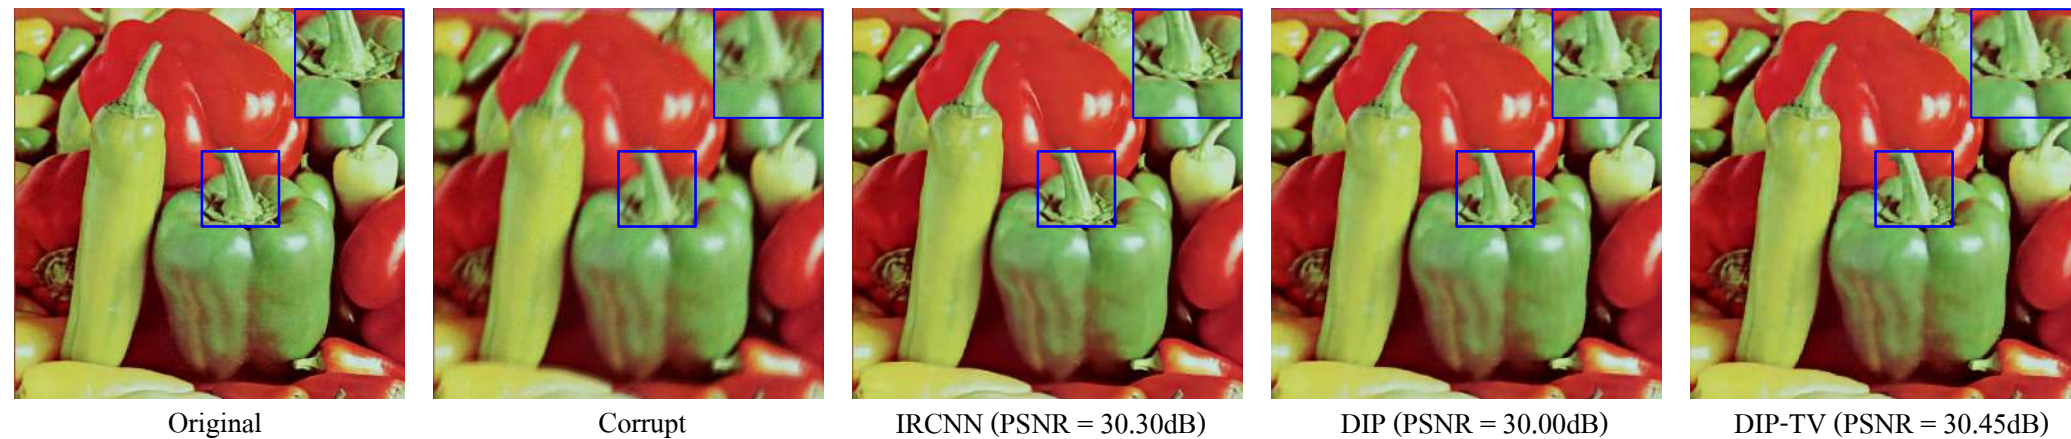 Original
Corrupt
IRCNN (PSNR = 30.30dB)
DIP (PSNR = 30.00dB)
DIP-TV (PSNR = 30.45dB)